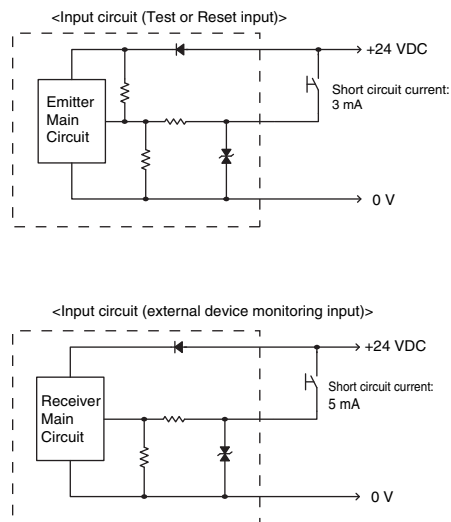 <Input circuit (Test or Reset input)>
+24 VDC
Emitter
Main
Circuit
Short circuit current:
3 mA
0 V
<Input circuit (external device monitoring input)>
+24 VDC
Receiver
Main
Circuit
Short circuit current:
5 mA
0 V